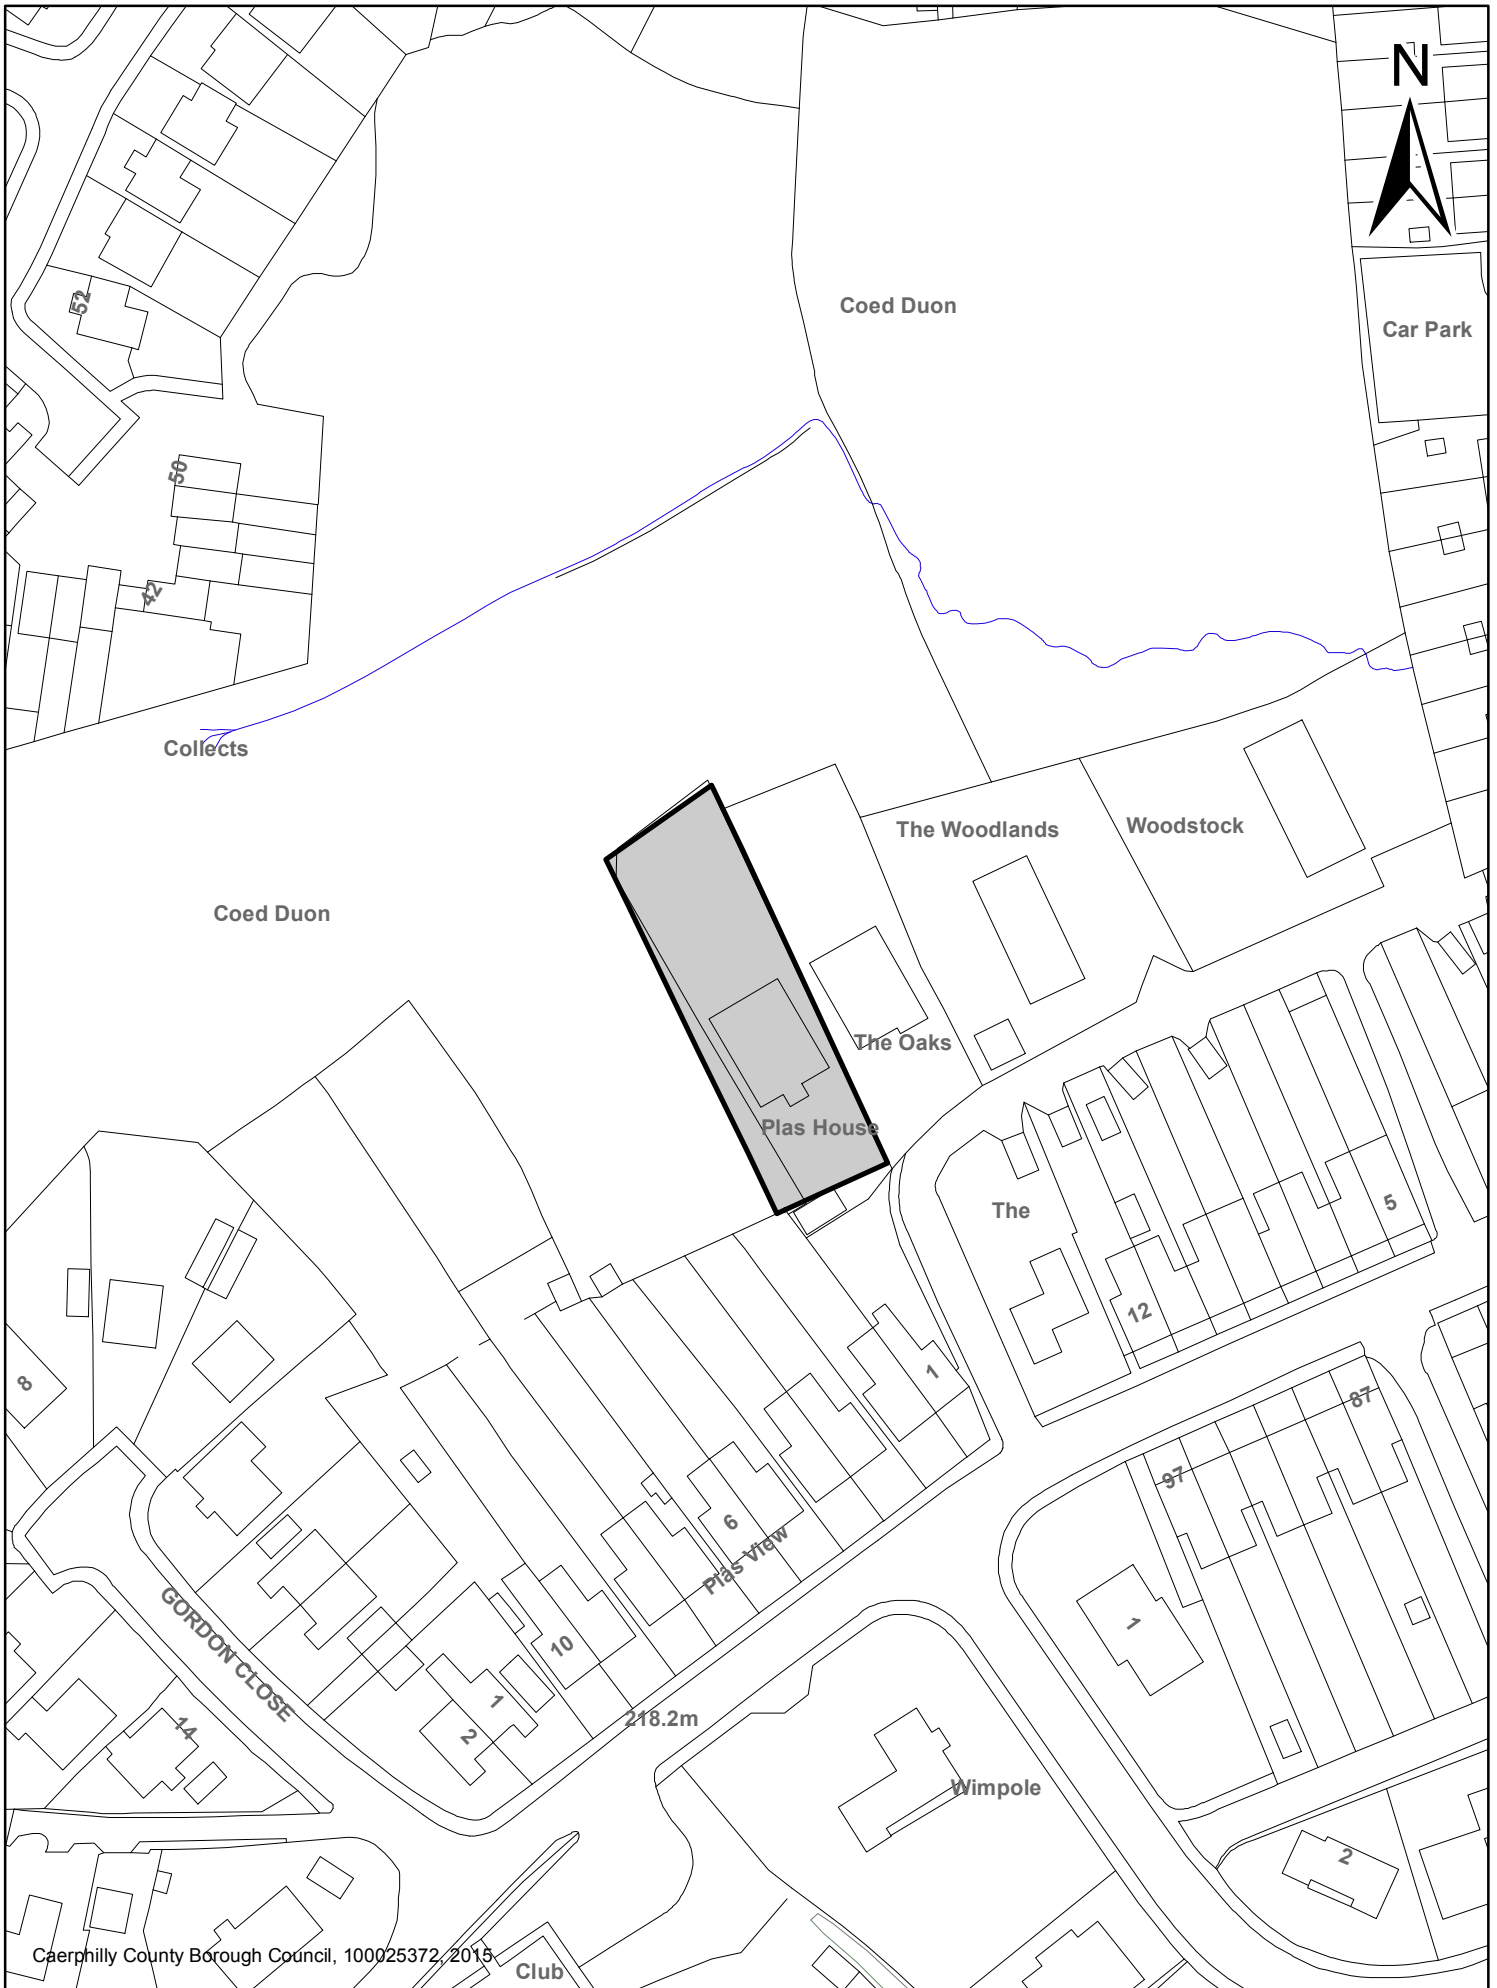 N
52
Coed Duon
Car Park
50
42
Collects
The Woodlands
Woodstock
Coed Duon
The Oaks
Plas House
The
5
12
8
1
87
97
6
Plas View
10
1
GORDON CLOSE
1
2
218.2m
14
Wimpole
2
Caerphilly County Borough Council, 100025372, 2015
Club